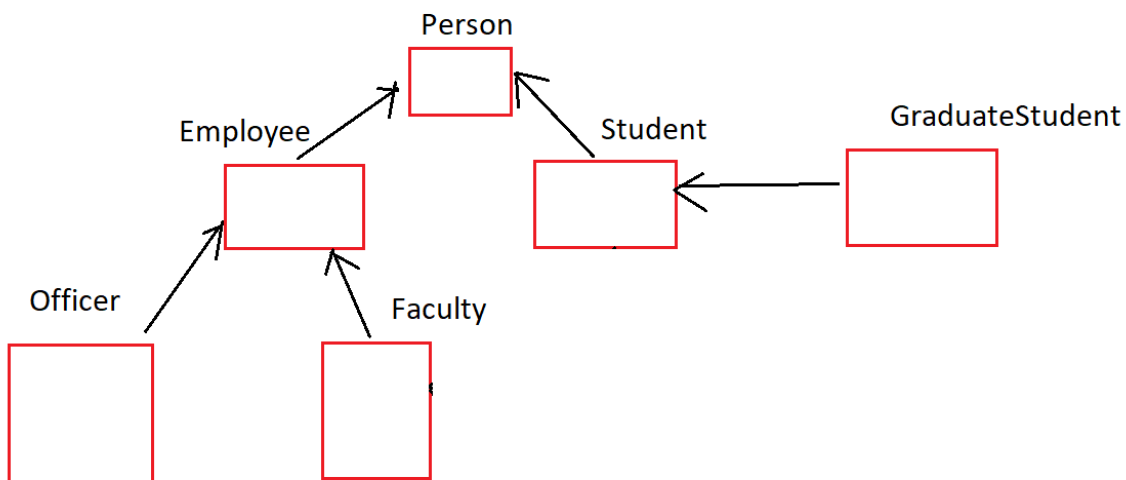 Person
Employee
Student
GraduateStudent
Officer
Faculty